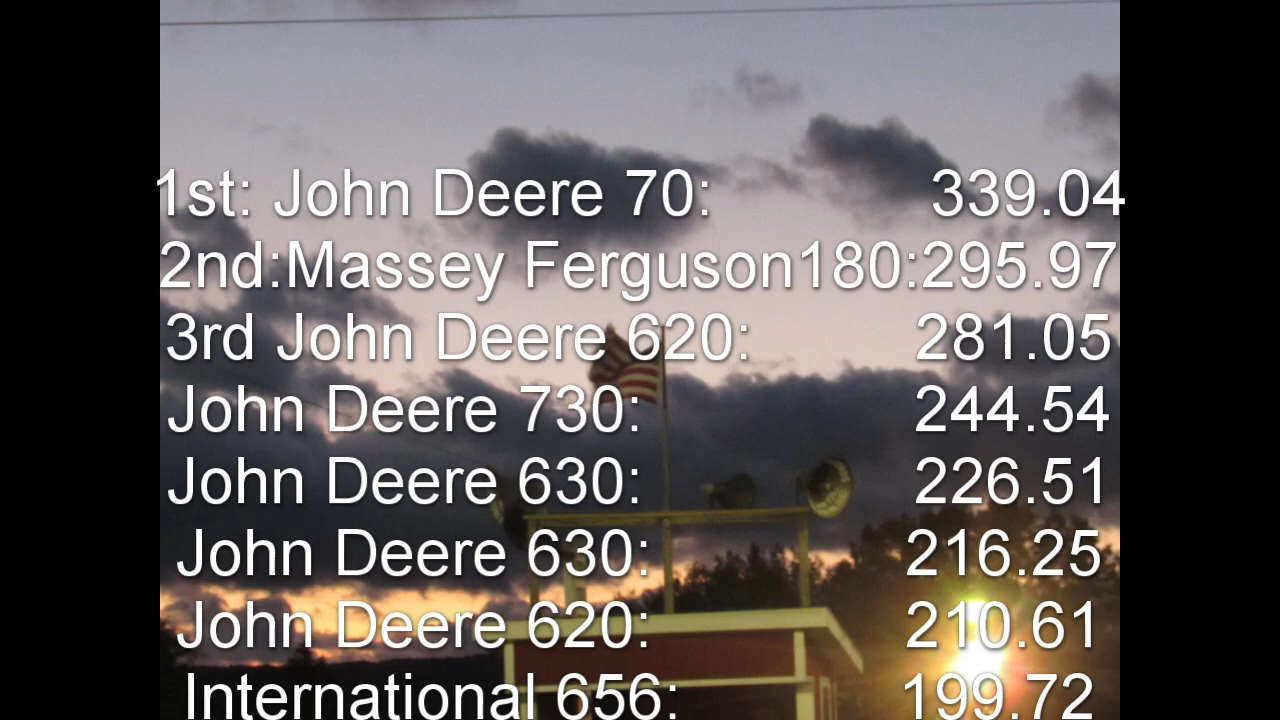 1st: John Deere 70: 339.04
2nd:Massey Ferguson180:295.97
3rd John Deere 620: 281.05
John Deere 730: 244.54
John Deere 630: 226.51
John Deere 630: 216.25
John Deere 620: 210.61
International 656: 199.72